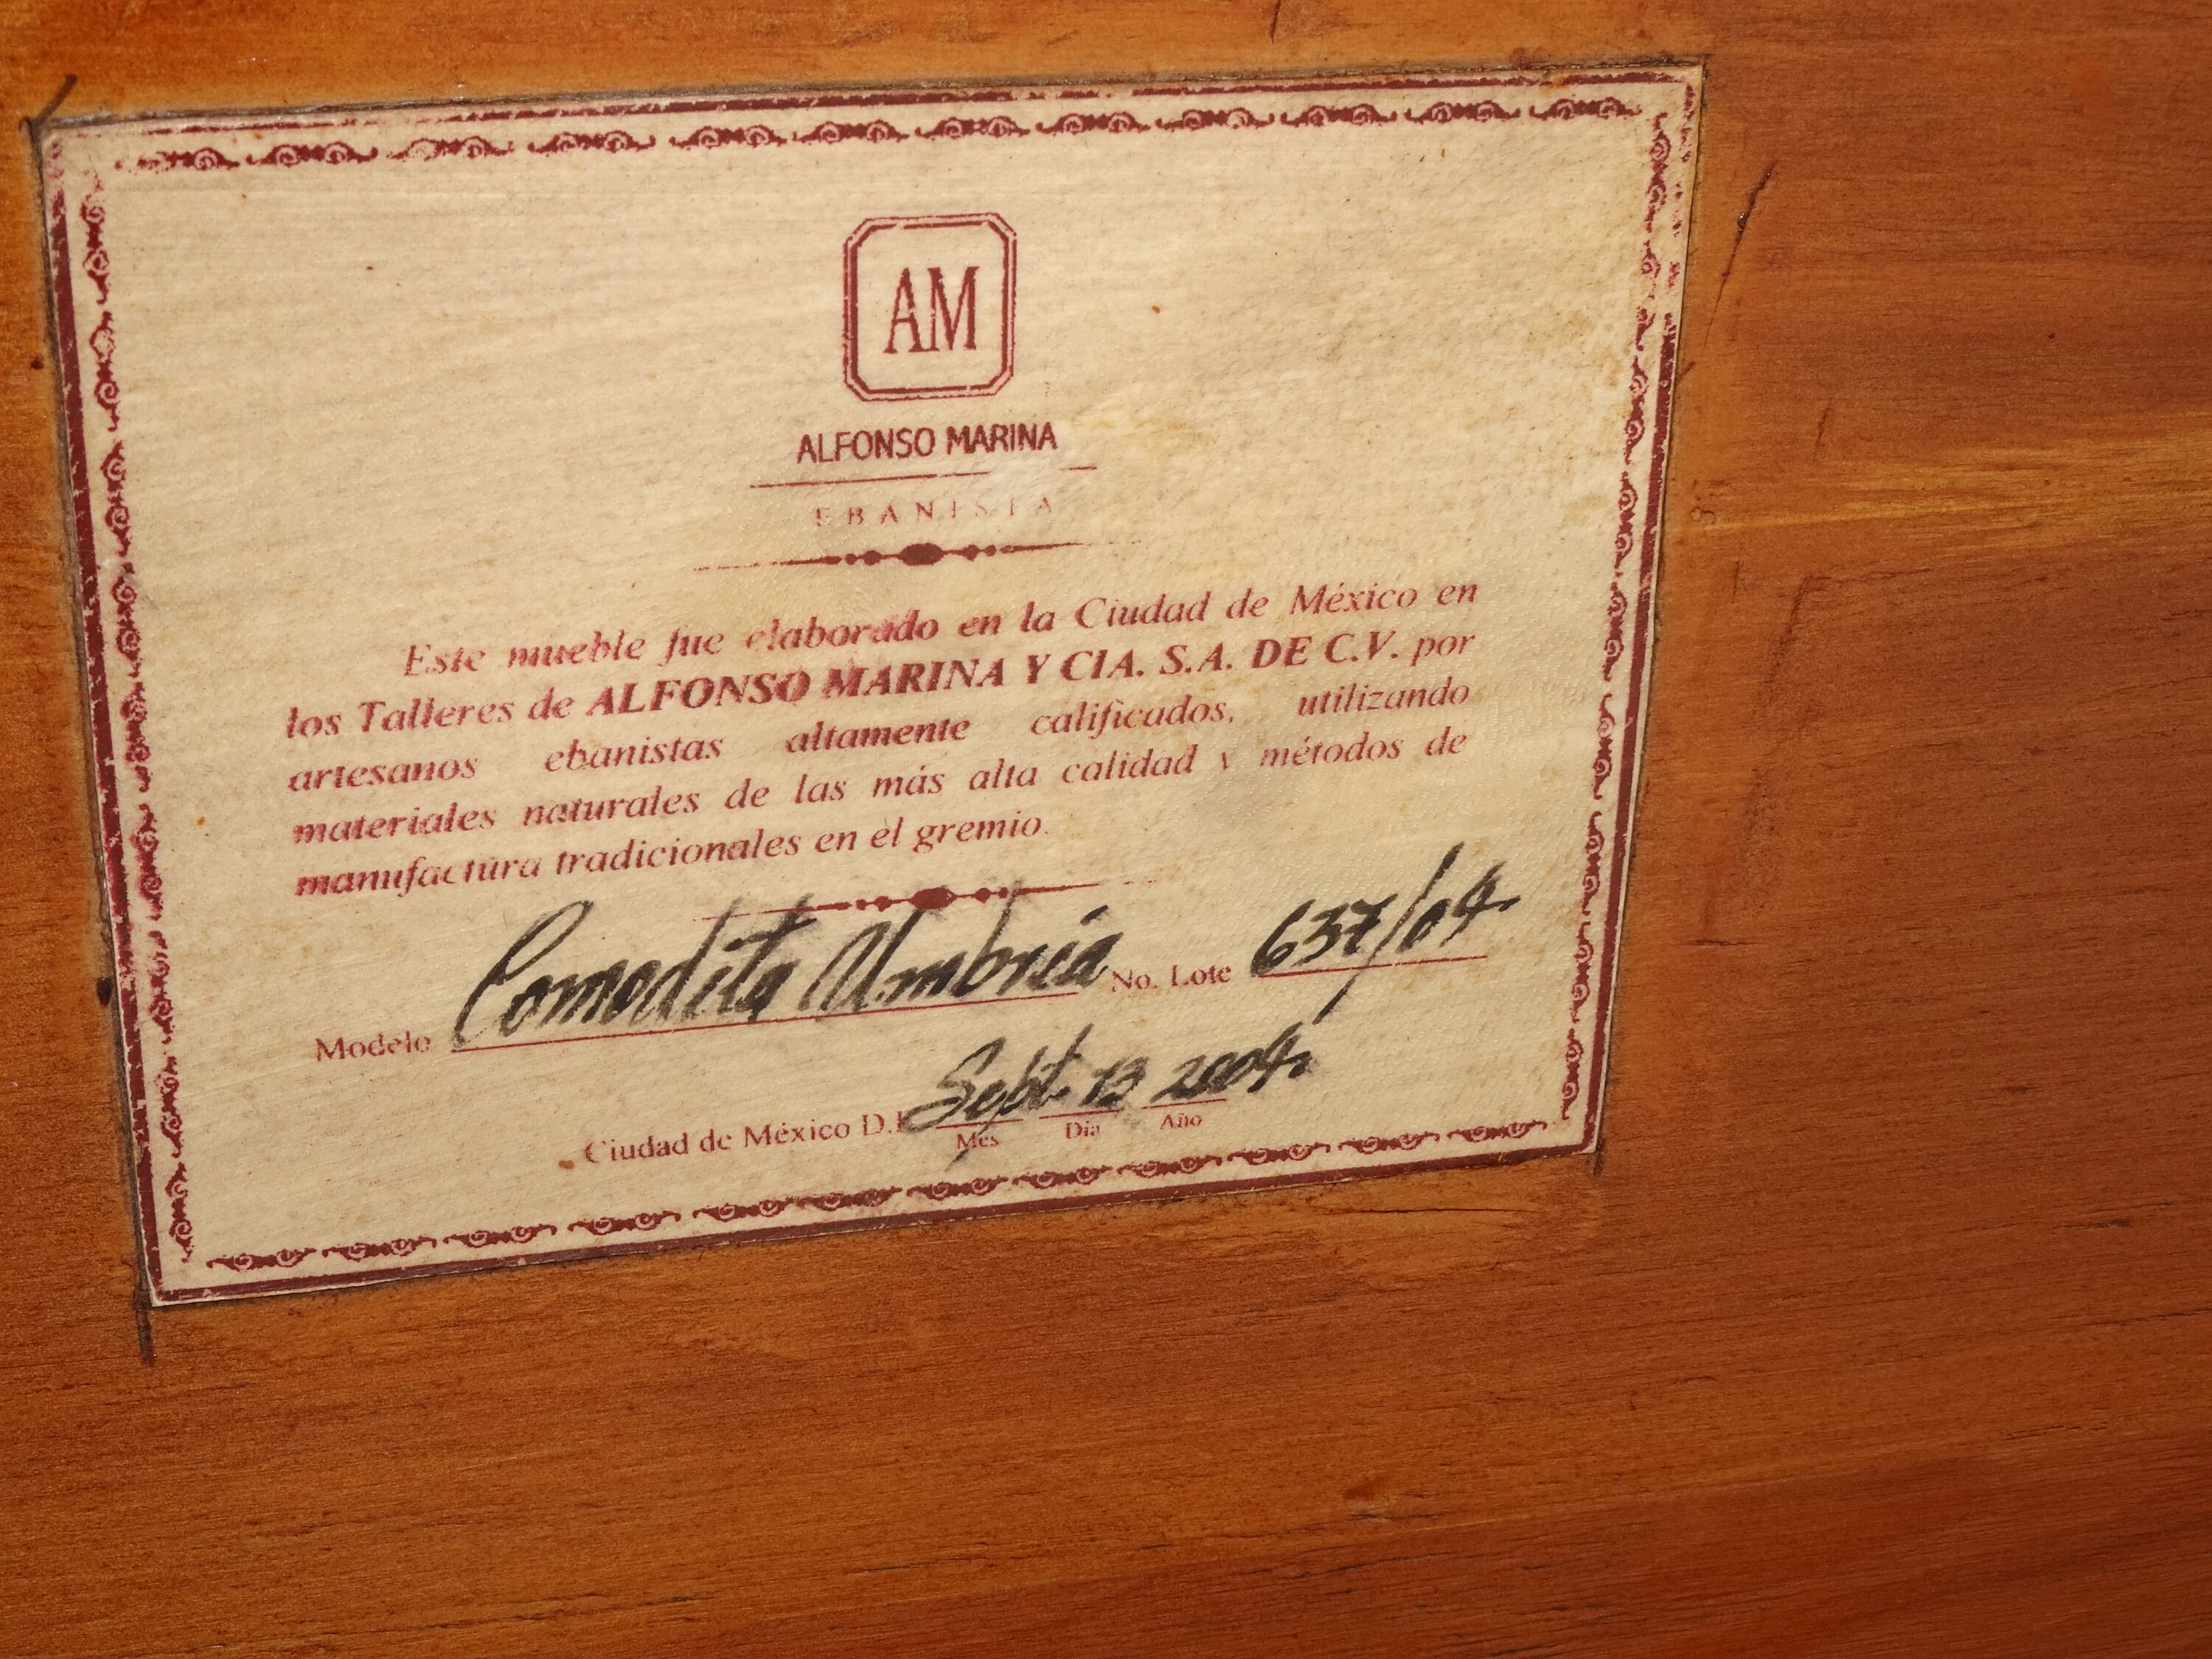 AM
ALFONSO MARINA
EBANISTA
Este mueble fue elaborado en la Ciudad de México en
los Talleres de ALFONSO MARINA Y CIA. S.A. DE C.V. por
artesanos ebanistas altamente calificados, utilizando
materiales naturales de las más alta calidad y métodos de
manufactura tradicionales en el gremio.
Modelo Comodita Umbria No. Lote 637/04
Ciudad de México D.F. Sept. 13 2004
Mes Día Año